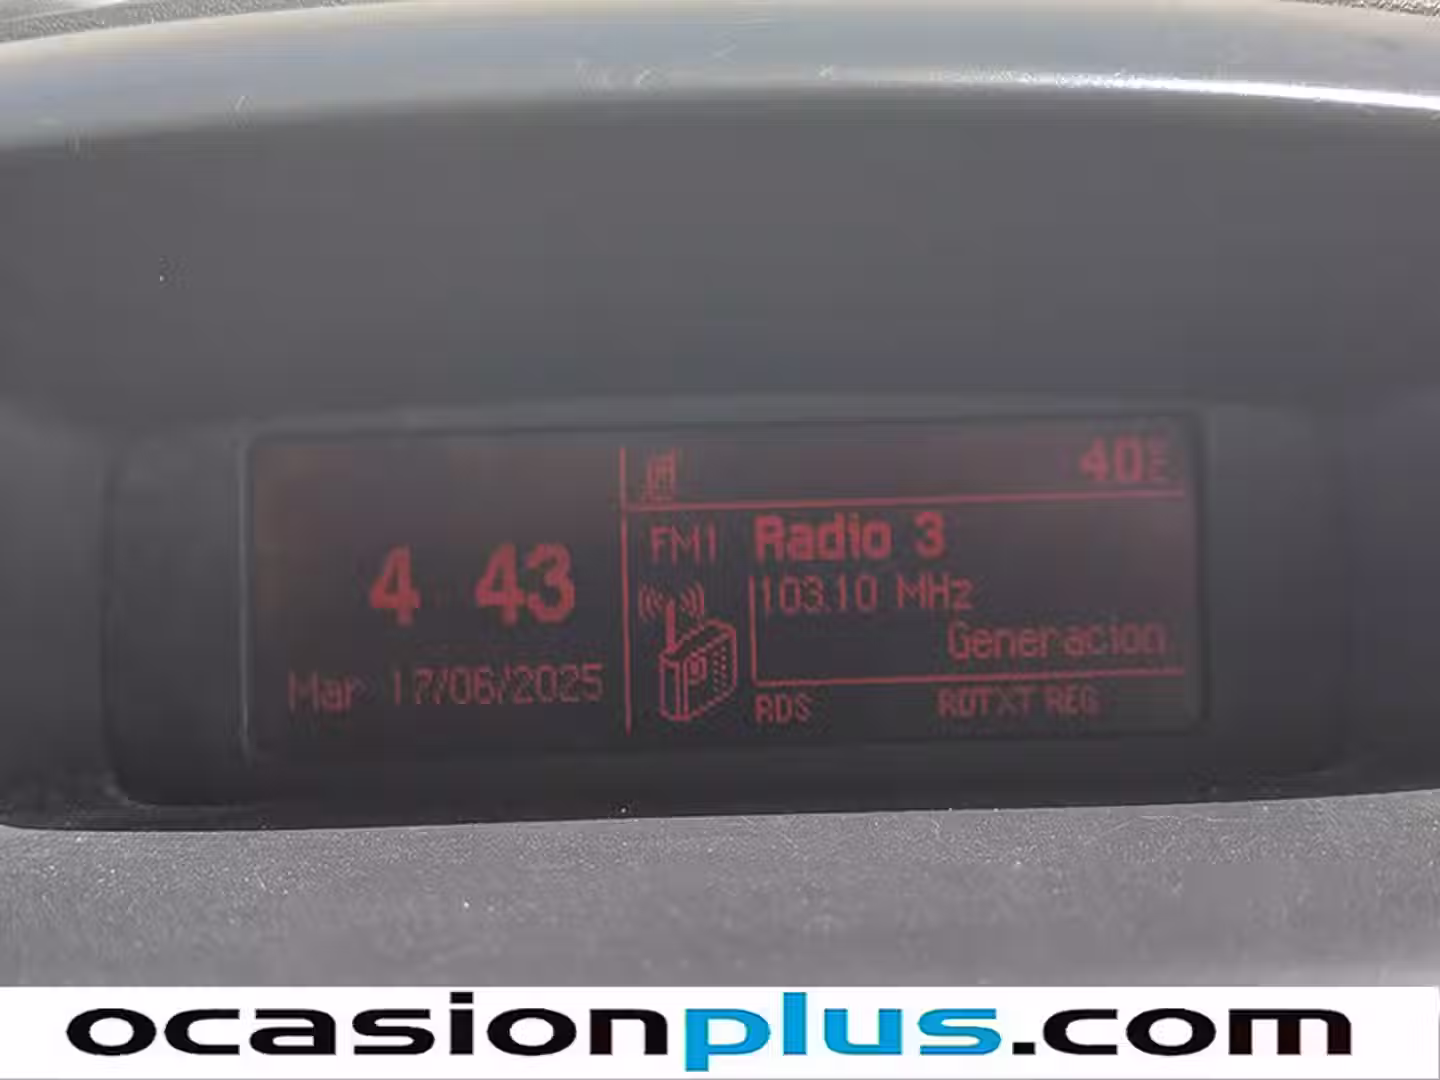 40°C
FM1 Radio 3
4 43
103.10 MHz
Generacion
Mar 17/06/2025
RDS RDTXT REG
ocasionplus.com